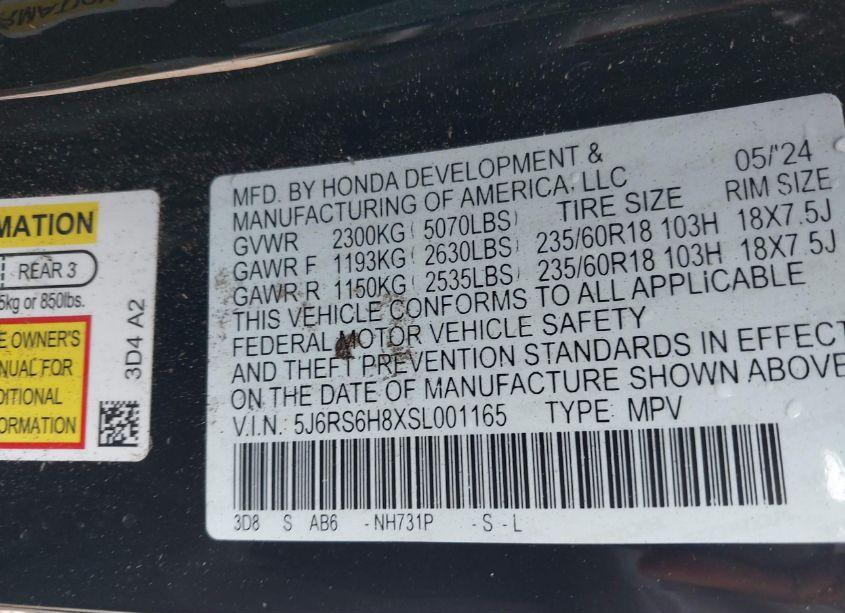 MATION
REAR 3
5kg or 850lbs.
E OWNER'S
NUAL FOR
DITIONAL
ORMATION
3D4 A2
MFD. BY HONDA DEVELOPMENT & 05/'24
MANUFACTURING OF AMERICA, LLC
GVWR 2300KG ( 5070LBS) TIRE SIZE RIM SIZE
GAWR F 1193KG ( 2630LBS) 235/60R18 103H 18X7.5J
GAWR R 1150KG ( 2535LBS) 235/60R18 103H 18X7.5J
THIS VEHICLE CONFORMS TO ALL APPLICABLE
FEDERAL MOTOR VEHICLE SAFETY
AND THEFT PREVENTION STANDARDS IN EFFECT
ON THE DATE OF MANUFACTURE SHOWN ABOVE
V.I.N.: 5J6RS6H8XSL001165 TYPE: MPV
3D8 S AB6 - NH731P - S - L